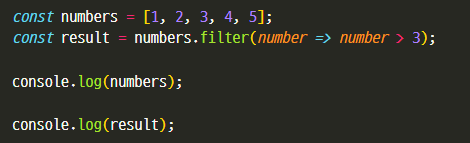 const numbers = [1, 2, 3, 4, 5];
const result = numbers.filter(number => number > 3);
console.log(numbers);
console.log(result);